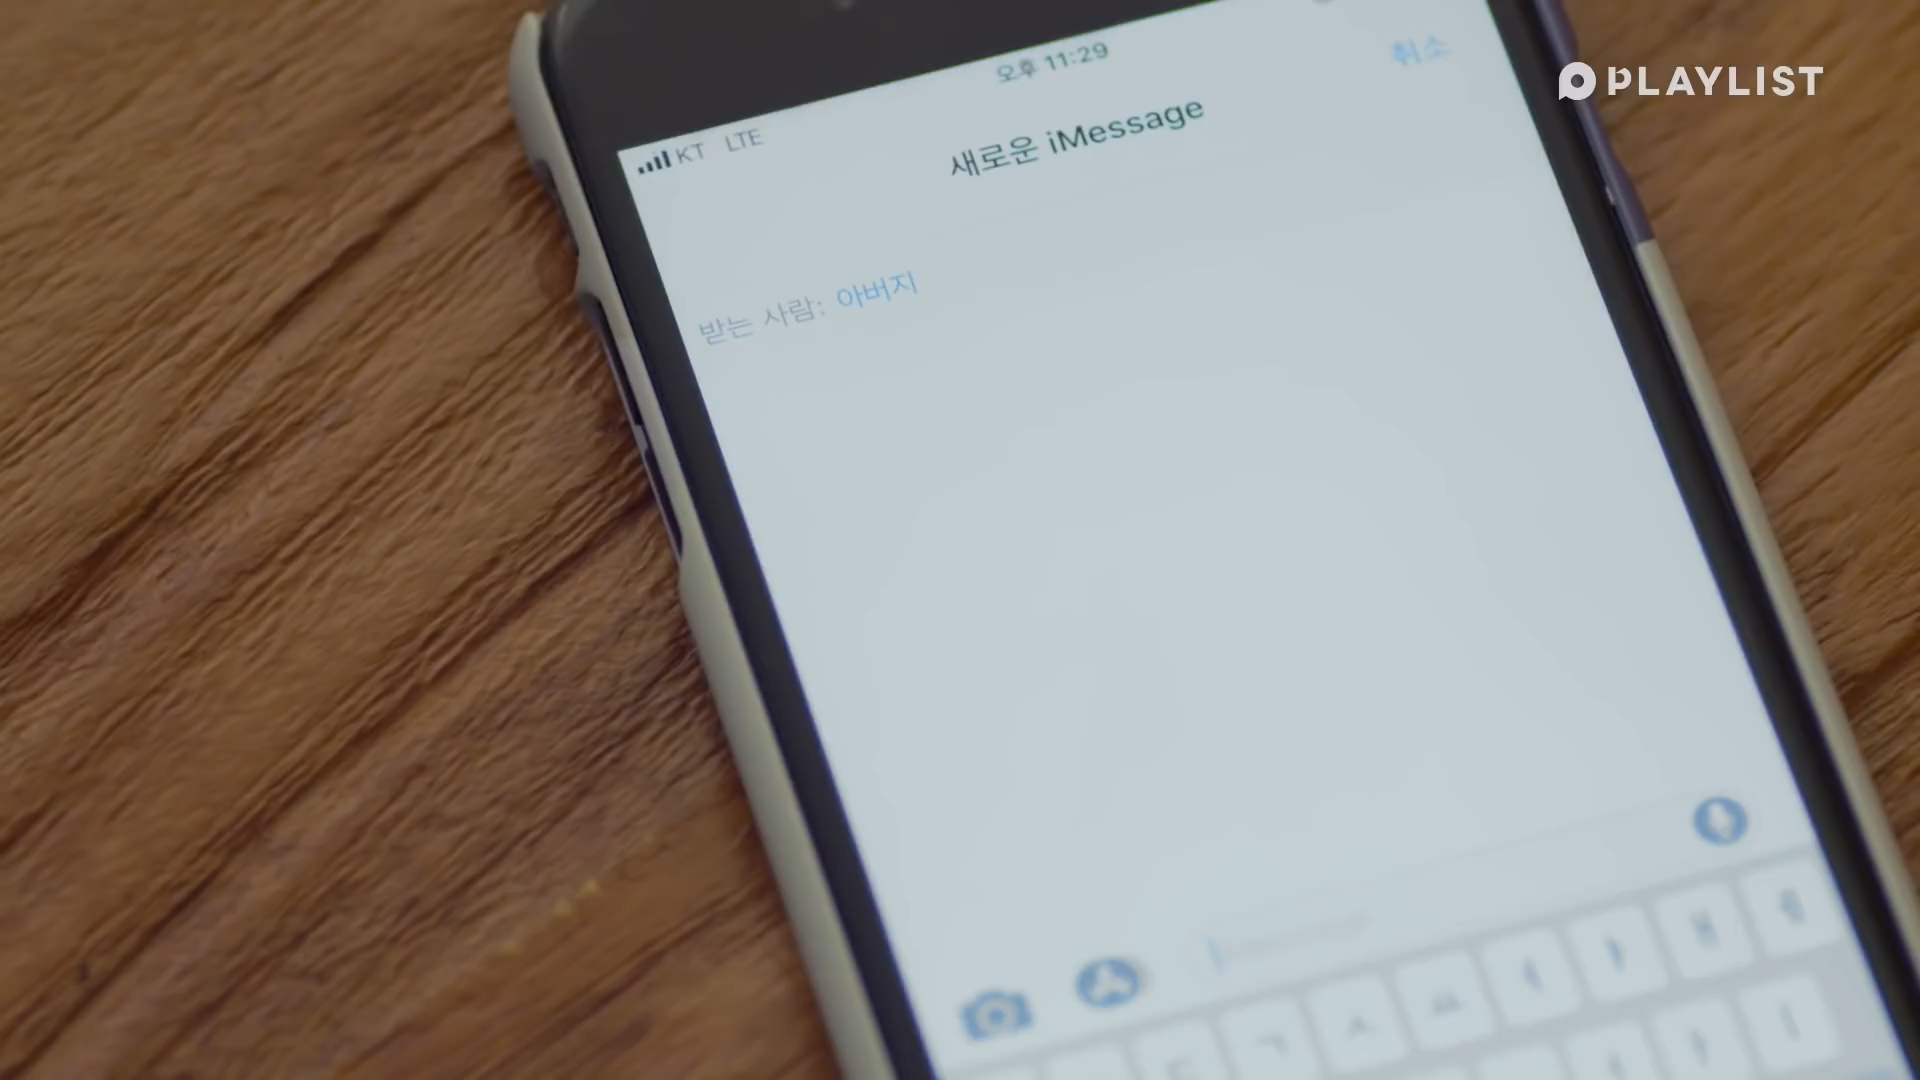 오후 11:29
취소
PLAYLIST
KT LTE
새로운 iMessage
받는 사람: 아버지